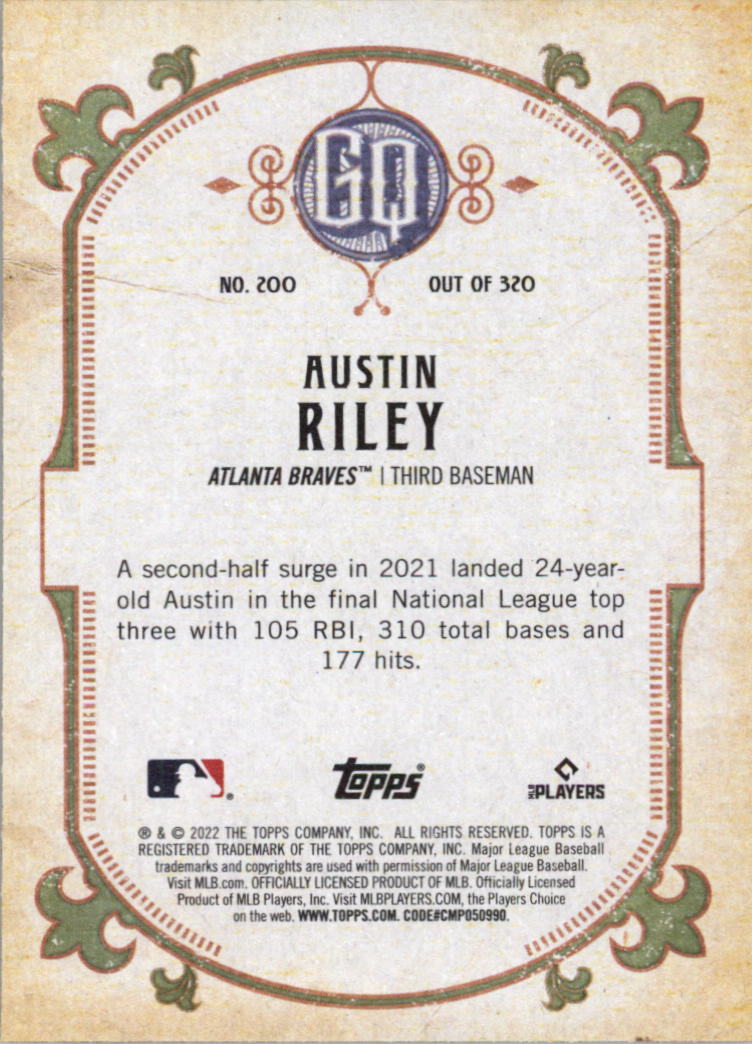 GQ
NO. 200 OUT OF 320
AUSTIN
RILEY
ATLANTA BRAVES™ | THIRD BASEMAN
A second-half surge in 2021 landed 24-year-
old Austin in the final National League top
three with 105 RBI, 310 total bases and
177 hits.
topps® MLB PLAYERS
® & © 2022 THE TOPPS COMPANY, INC. ALL RIGHTS RESERVED. TOPPS IS A
REGISTERED TRADEMARK OF THE TOPPS COMPANY, INC. Major League Baseball
trademarks and copyrights are used with permission of Major League Baseball.
Visit MLB.com. OFFICIALLY LICENSED PRODUCT OF MLB. Officially Licensed
Product of MLB Players, Inc. Visit MLBPLAYERS.COM, the Players Choice
on the web. WWW.TOPPS.COM. CODE#CMP050990.